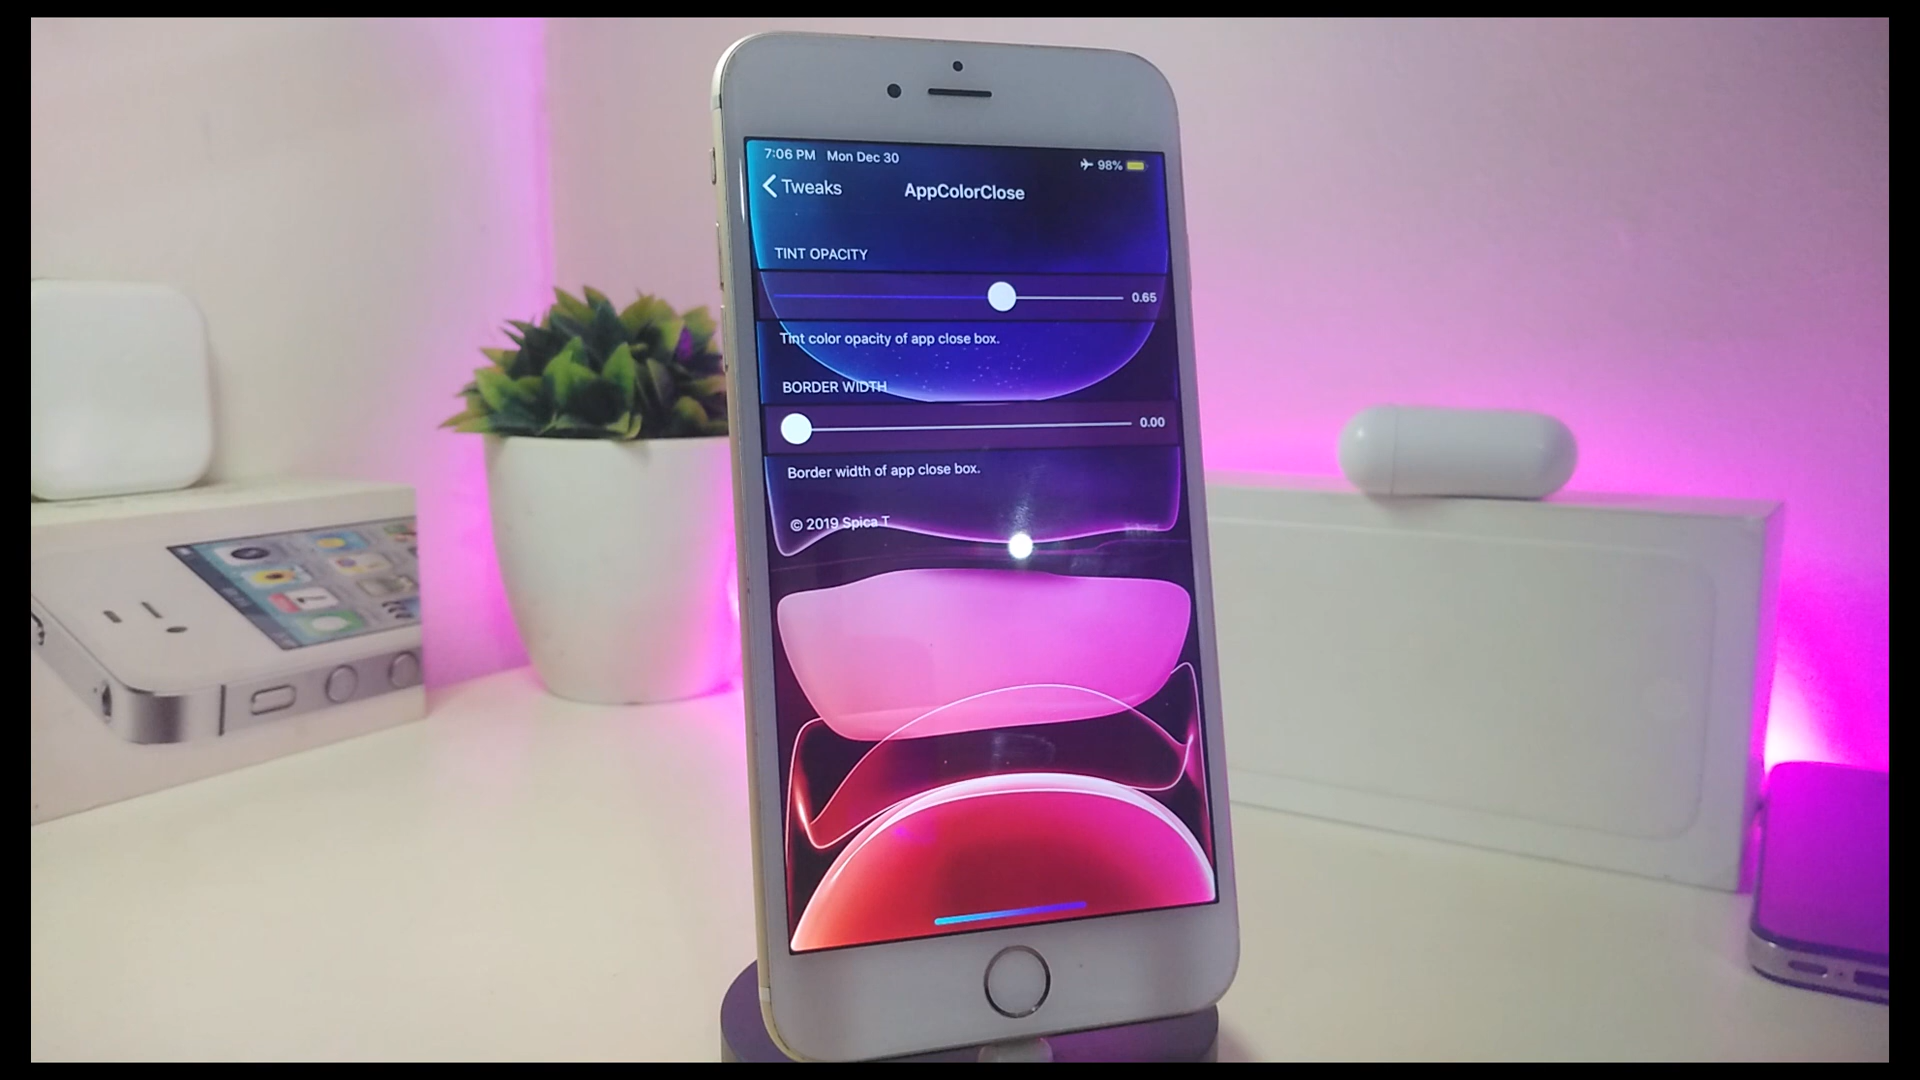 7:06 PM Mon Dec 30 98%
Tweaks AppColorClose
TINT OPACITY
0.65
Tint color opacity of app close box.
BORDER WIDTH
0.00
Border width of app close box.
© 2019 Spica T